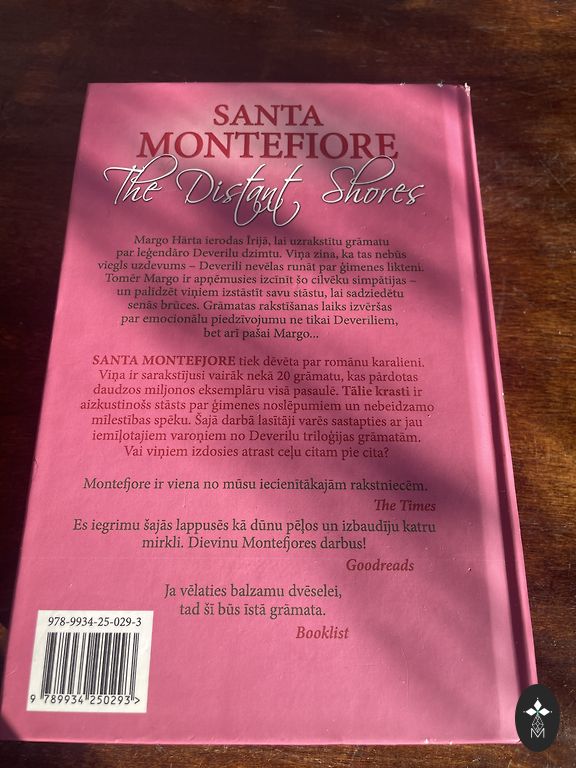 SANTA
MONTEFIORE
The Distant Shores
Margo Hārta ierodas Īrijā, lai uzrakstītu grāmatu
par leģendāro Deverilu dzimtu. Viņa zina, ka tas nebūs
viegls uzdevums – Deverili nevēlas runāt par ģimenes likteni.
Tomēr Margo ir apņēmusies izcīnīt šo cilvēku simpātijas –
un palīdzēt viņiem izstāstīt savu stāstu, lai sadziedētu
senās brūces. Grāmatas rakstīšanas laiks izvēršas
par emocionālu piedzīvojumu ne tikai Deveriliem,
bet arī pašai Margo...
SANTA MONTEFJORE tiek dēvēta par romānu karalieni.
Viņa ir sarakstījusi vairāk nekā 20 grāmatu, kas pārdotas
daudzos miljonos eksemplāru visā pasaulē. Tālie krasti ir
aizkustinošs stāsts par ģimenes noslēpumiem un nebeidzamo
mīlestības spēku. Šajā darbā lasītāji varēs sastapties ar jau
iemīļotajiem varoņiem no Deverilu triloģijas grāmatām.
Vai viņiem izdosies atrast ceļu citam pie cita?
Montefjore ir viena no mūsu iecienītākajām rakstniecēm.
The Times
Es iegrimu šajās lappusēs kā dūnu pēļos un izbaudīju katru
mirkli. Dievinu Montefjores darbus!
Goodreads
Ja vēlaties balzamu dvēselei,
tad šī būs īstā grāmata.
Booklist
978-9934-25-029-3
9 789934 250293>
M